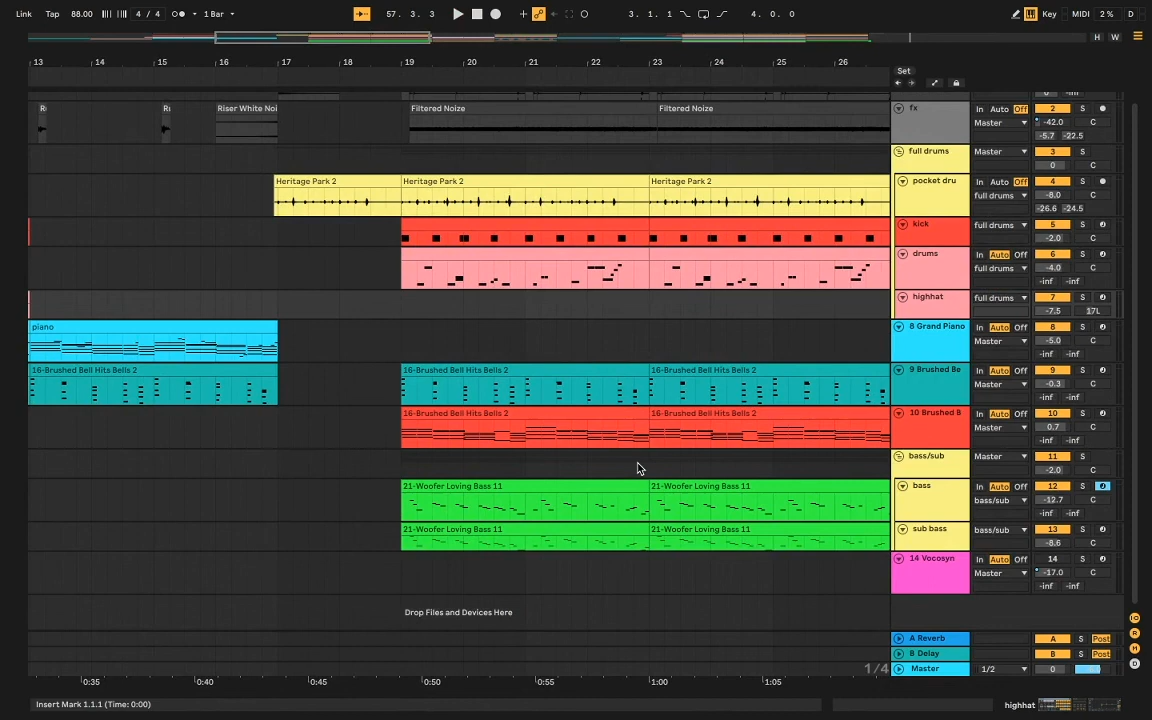 Link Tap 88.00 4 / 4 1 Bar 57. 3. 3 3. 1. 1 4. 0. 0 Key MIDI 2 % D
H W
13 14 15 16 17 18 19 20 21 22 23 24 25 26 Set
Riser White Noi Filtered Noize Filtered Noize fx In Auto Off 2 S
Master -42.0 C
-5.7 -22.5
full drums Master 3 S
0 C
Heritage Park 2 Heritage Park 2 Heritage Park 2 pocket dru In Auto Off 4 S
full drums -8.0 C
-26.6 -24.5
kick full drums 5 S
-2.0 C
drums In Auto Off 6 S
full drums -4.0 C
-inf -inf
highhat full drums 7 S
-7.5 17L
piano 8 Grand Piano In Auto Off 8 S
Master -5.0 C
-inf -inf
16-Brushed Bell Hits Bells 2 16-Brushed Bell Hits Bells 2 16-Brushed Bell Hits Bells 2 9 Brushed Be In Auto Off 9 S
Master -0.3 C
-inf -inf
16-Brushed Bell Hits Bells 2 16-Brushed Bell Hits Bells 2 10 Brushed B In Auto Off 10 S
Master 0.7 C
-inf -inf
bass/sub Master 11 S
-2.0 C
21-Woofer Loving Bass 11 21-Woofer Loving Bass 11 bass In Auto Off 12 S
bass/sub -12.7 C
-inf -inf
21-Woofer Loving Bass 11 21-Woofer Loving Bass 11 sub bass bass/sub 13 S
-8.6 C
14 Vocosyn In Auto Off 14 S
Master -17.0 C
-inf -inf
Drop Files and Devices Here
A Reverb A S Post
B Delay B S Post
1/4 Master 1/2 0
0:35 0:40 0:45 0:50 0:55 1:00 1:05
Insert Mark 1.1.1 (Time: 0:00) highhat